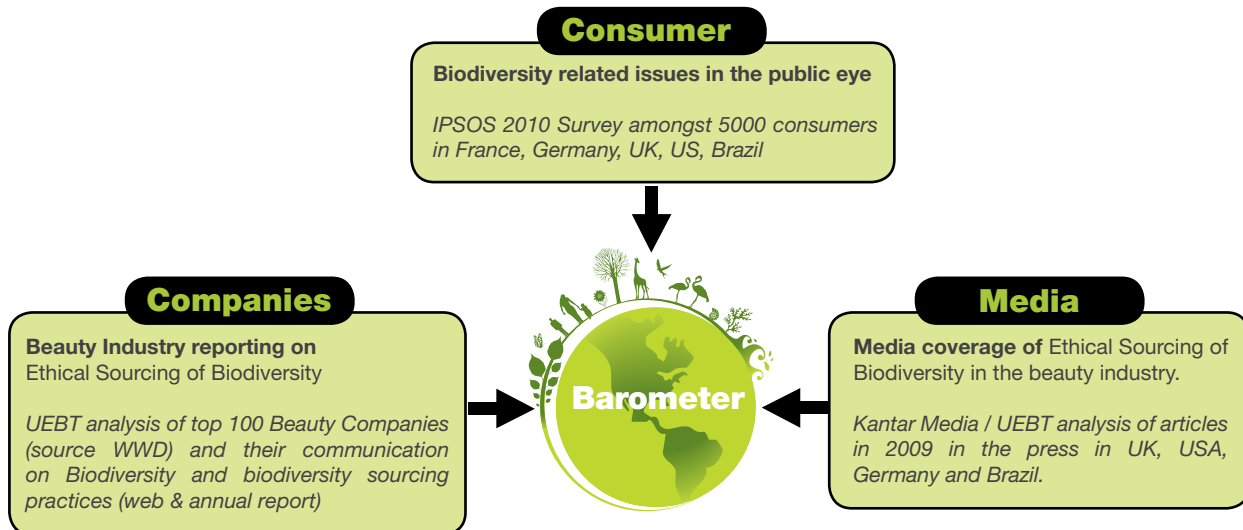 Consumer
Biodiversity related issues in the public eye
IPSOS 2010 Survey amongst 5000 consumers
in France, Germany, UK, US, Brazil
Companies
Beauty Industry reporting on
Ethical Sourcing of Biodiversity
UEBT analysis of top 100 Beauty Companies
(source WWD) and their communication
on Biodiversity and biodiversity sourcing
practices (web & annual report)
Barometer
Media
Media coverage of Ethical Sourcing of
Biodiversity in the beauty industry.
Kantar Media / UEBT analysis of articles
in 2009 in the press in UK, USA,
Germany and Brazil.